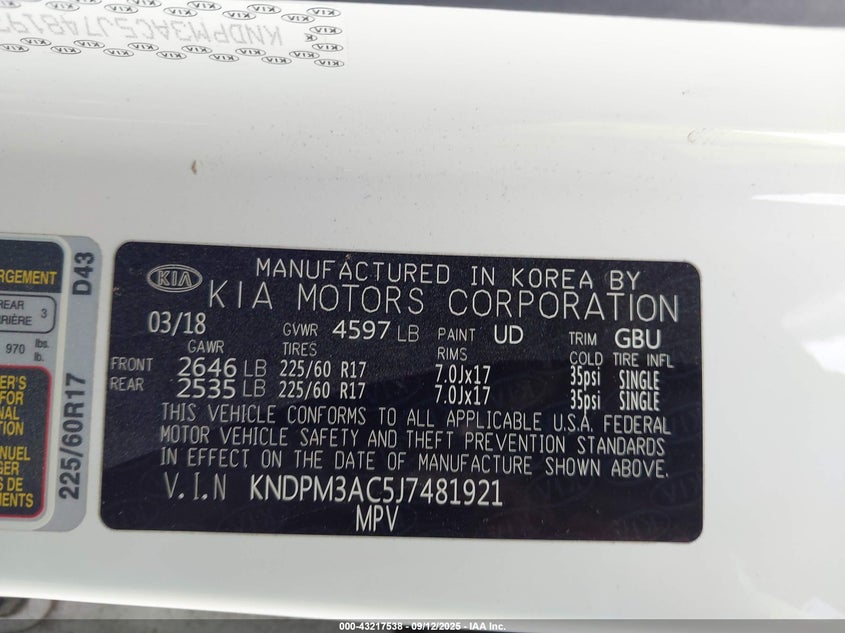 KNDPM3AC5J74819
KIA
MANUFACTURED IN KOREA BY
KIA MOTORS CORPORATION
03/18 GVWR 4597 LB PAINT UD TRIM GBU
GAWR TIRES RIMS COLD TIRE INFL
FRONT 2646 LB 225/60 R17 7.0Jx17 35psi SINGLE
REAR 2535 LB 225/60 R17 7.0Jx17 35psi SINGLE
THIS VEHICLE CONFORMS TO ALL APPLICABLE U.S.A. FEDERAL
MOTOR VEHICLE SAFETY AND THEFT PREVENTION STANDARDS
IN EFFECT ON THE DATE OF MANUFACTURE SHOWN ABOVE.
V.I.N KNDPM3AC5J7481921
MPV
REAR
3
970 lbs.
lb.
FOR
D43
225/60R17
000-43217538 - 09/12/2025 - IAA Inc.